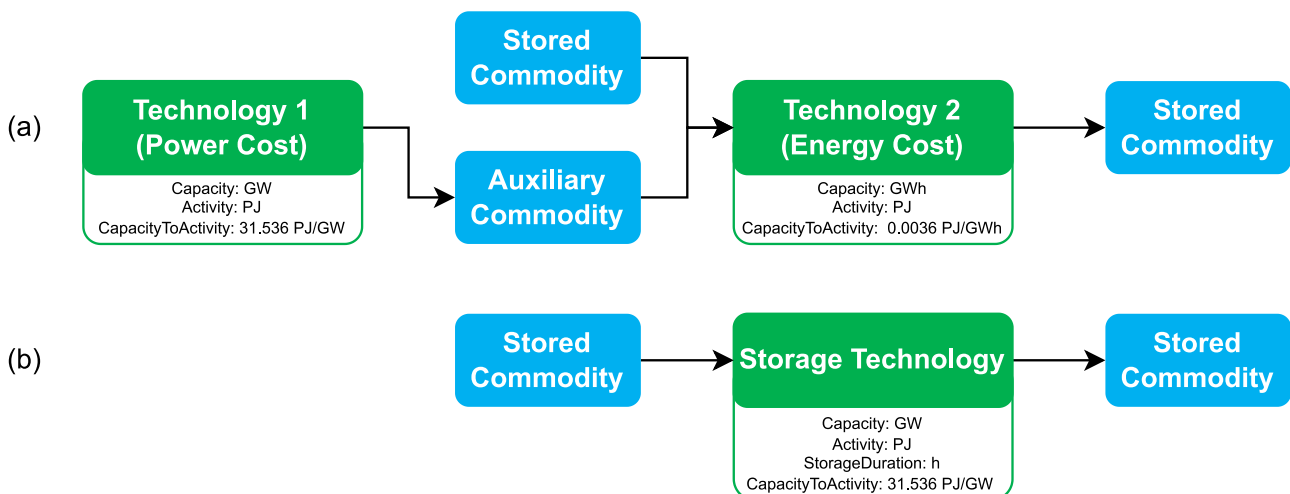 (a)
Technology 1
(Power Cost)
Capacity: GW
Activity: PJ
CapacityToActivity: 31.536 PJ/GW
Stored
Commodity
Auxiliary
Commodity
Technology 2
(Energy Cost)
Capacity: GWh
Activity: PJ
CapacityToActivity: 0.0036 PJ/GWh
Stored
Commodity
(b)
Stored
Commodity
Storage Technology
Capacity: GW
Activity: PJ
StorageDuration: h
CapacityToActivity: 31.536 PJ/GW
Stored
Commodity